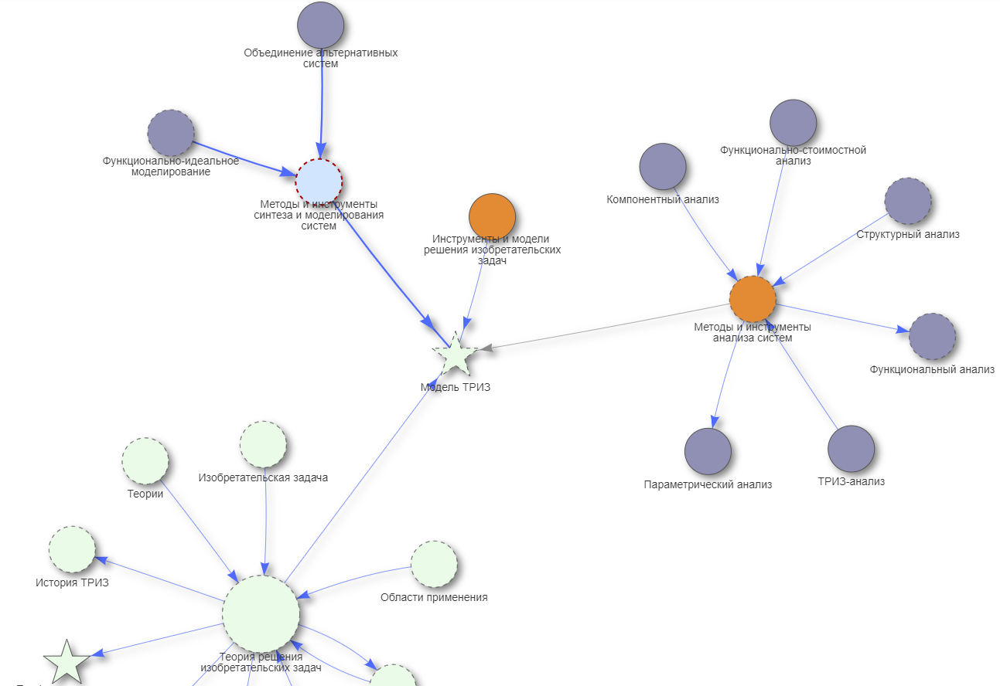 Объединение альтернативных
систем
Функционально-идеальное
моделирование
Методы и инструменты
синтеза и моделирования
систем
Инструменты и модели
решения изобретательских
задач
Функционально-стоимостной
анализ
Компонентный анализ
Структурный анализ
Методы и инструменты
анализа систем
Функциональный анализ
Модель ТРИЗ
Параметрический анализ
ТРИЗ-анализ
Изобретательская задача
Теории
История ТРИЗ
Области применения
Теория решения
изобретательских задач